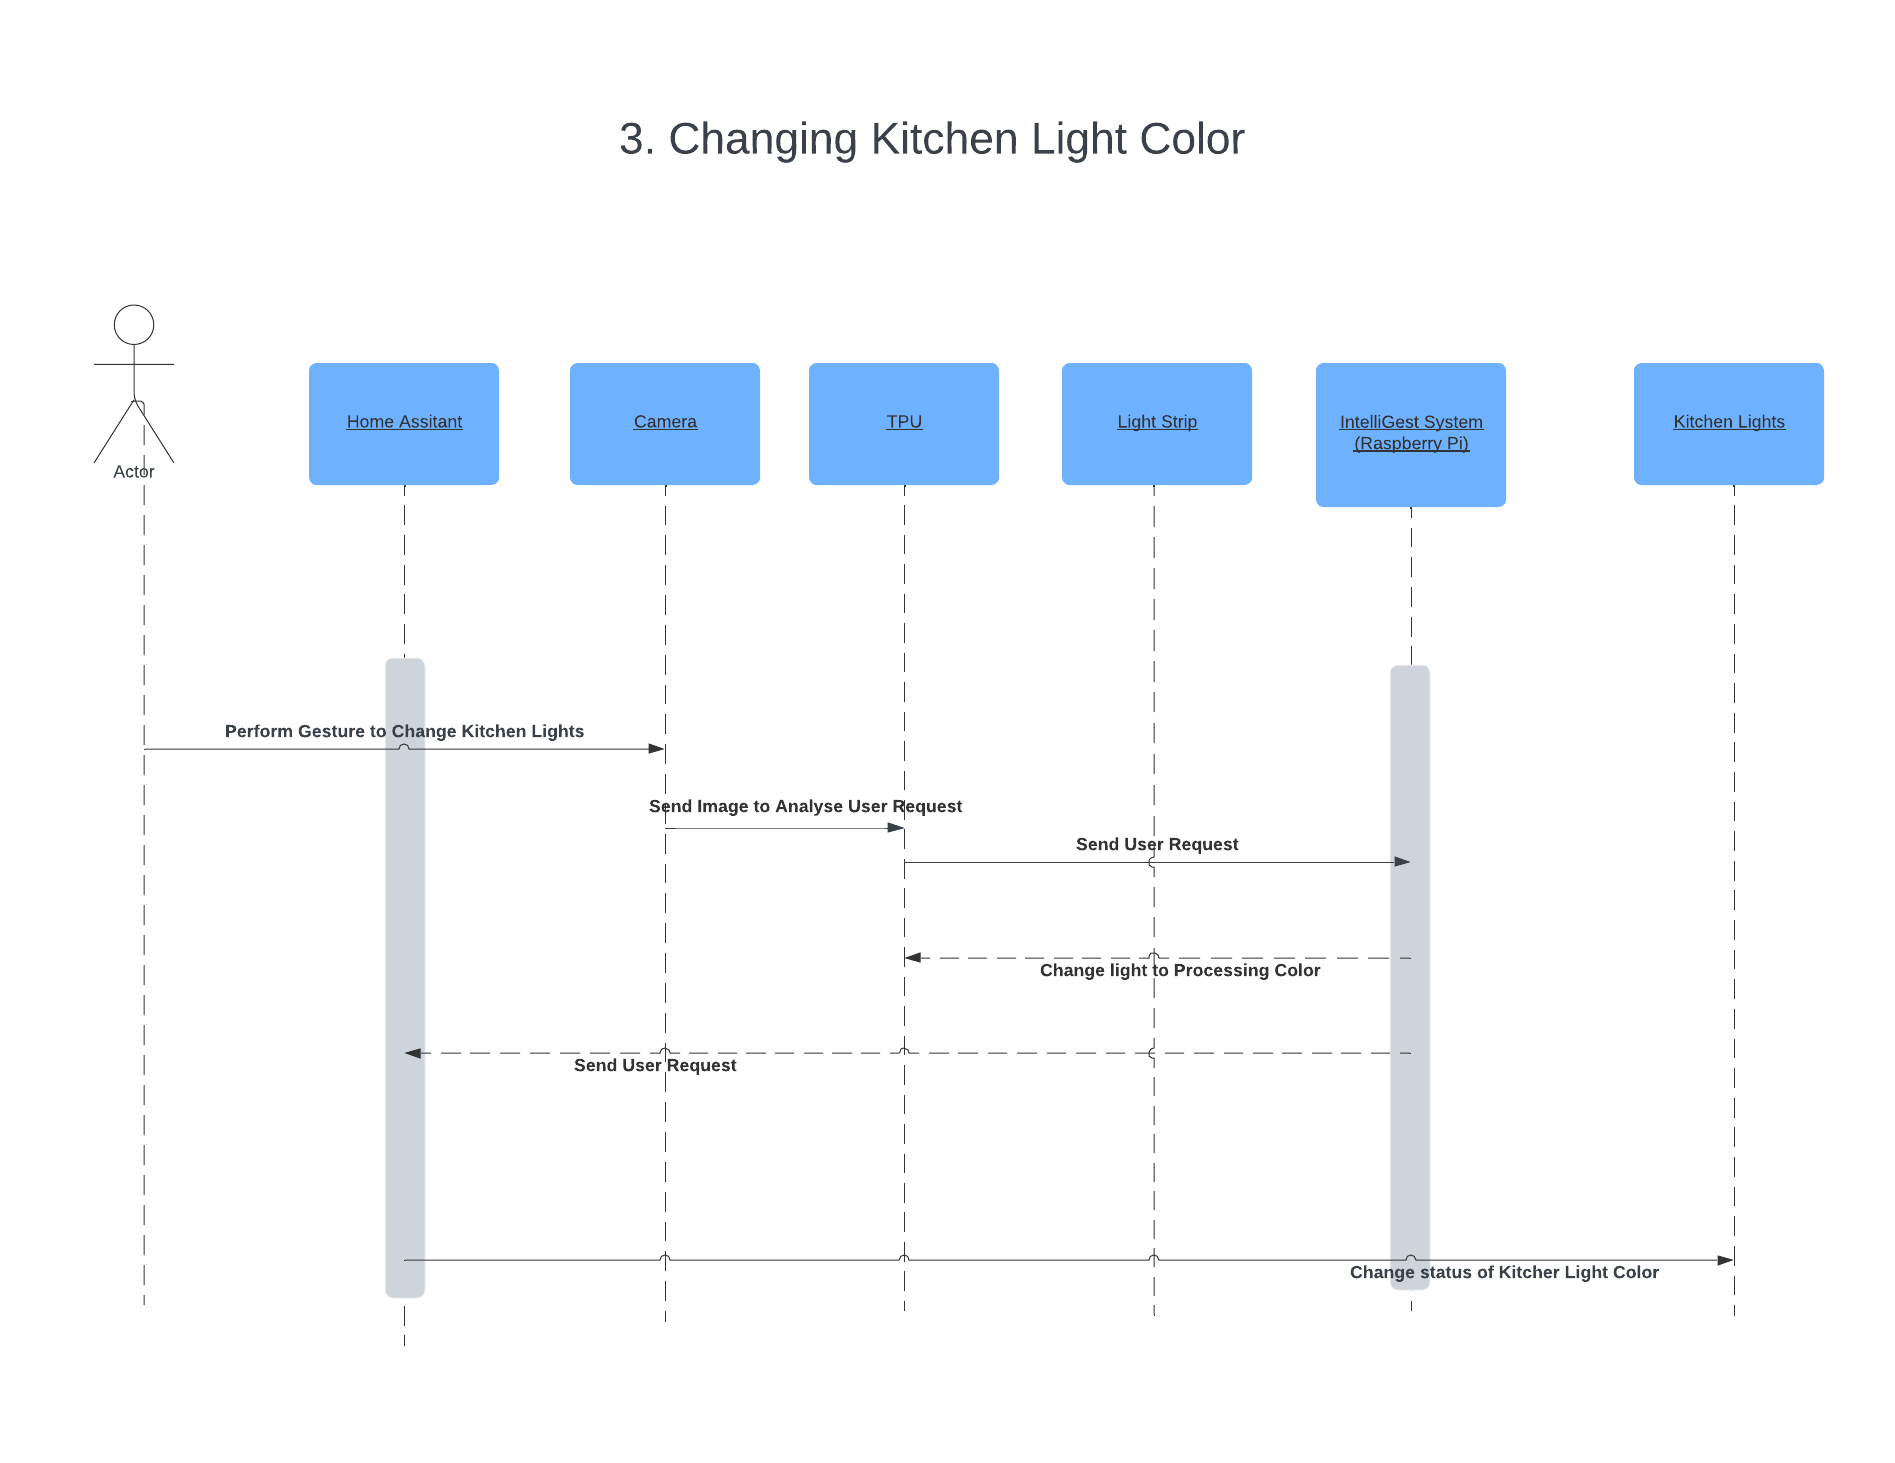 3. Changing Kitchen Light Color
Actor
Home Assitant
Camera
TPU
Light Strip
IntelliGest System
(Raspberry Pi)
Kitchen Lights
Perform Gesture to Change Kitchen Lights
Send Image to Analyse User Request
Send User Request
Change light to Processing Color
Send User Request
Change status of Kitcher Light Color